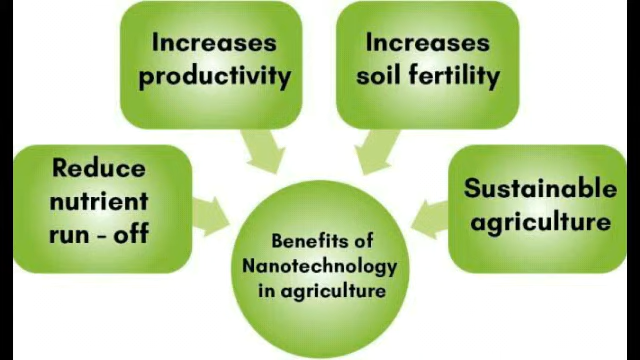 Increases
productivity
Increases
soil fertility
Reduce
nutrient
run - off
Sustainable
agriculture
Benefits of
Nanotechnology
in agriculture